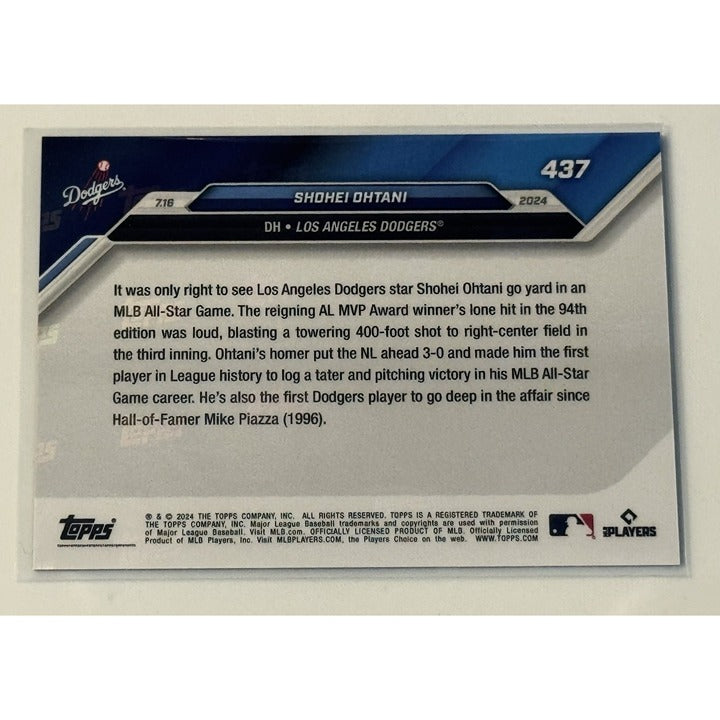 Dodgers
437
SHOHEI OHTANI
7.16
2024
DH • LOS ANGELES DODGERS®
It was only right to see Los Angeles Dodgers star Shohei Ohtani go yard in an
MLB All-Star Game. The reigning AL MVP Award winner's lone hit in the 94th
edition was loud, blasting a towering 400-foot shot to right-center field in
the third inning. Ohtani's homer put the NL ahead 3-0 and made him the first
player in League history to log a tater and pitching victory in his MLB All-Star
Game career. He's also the first Dodgers player to go deep in the affair since
Hall-of-Famer Mike Piazza (1996).
topps
® & © 2024 THE TOPPS COMPANY, INC. ALL RIGHTS RESERVED. TOPPS IS A REGISTERED TRADEMARK OF
THE TOPPS COMPANY, INC. Major League Baseball trademarks and copyrights are used with permission
of Major League Baseball. Visit MLB.com. OFFICIALLY LICENSED PRODUCT OF MLB. Officially Licensed
Product of MLB Players, Inc. Visit MLBPLAYERS.COM, the Players Choice on the web. WWW.TOPPS.COM
PLAYERS